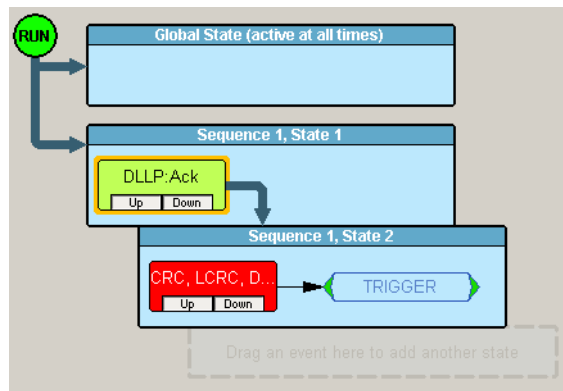 RUN
Global State (active at all times)
Sequence 1, State 1
DLLP:Ack
Up Down
Sequence 1, State 2
CRC, LCRC, D...
TRIGGER
Up Down
Drag an event here to add another state